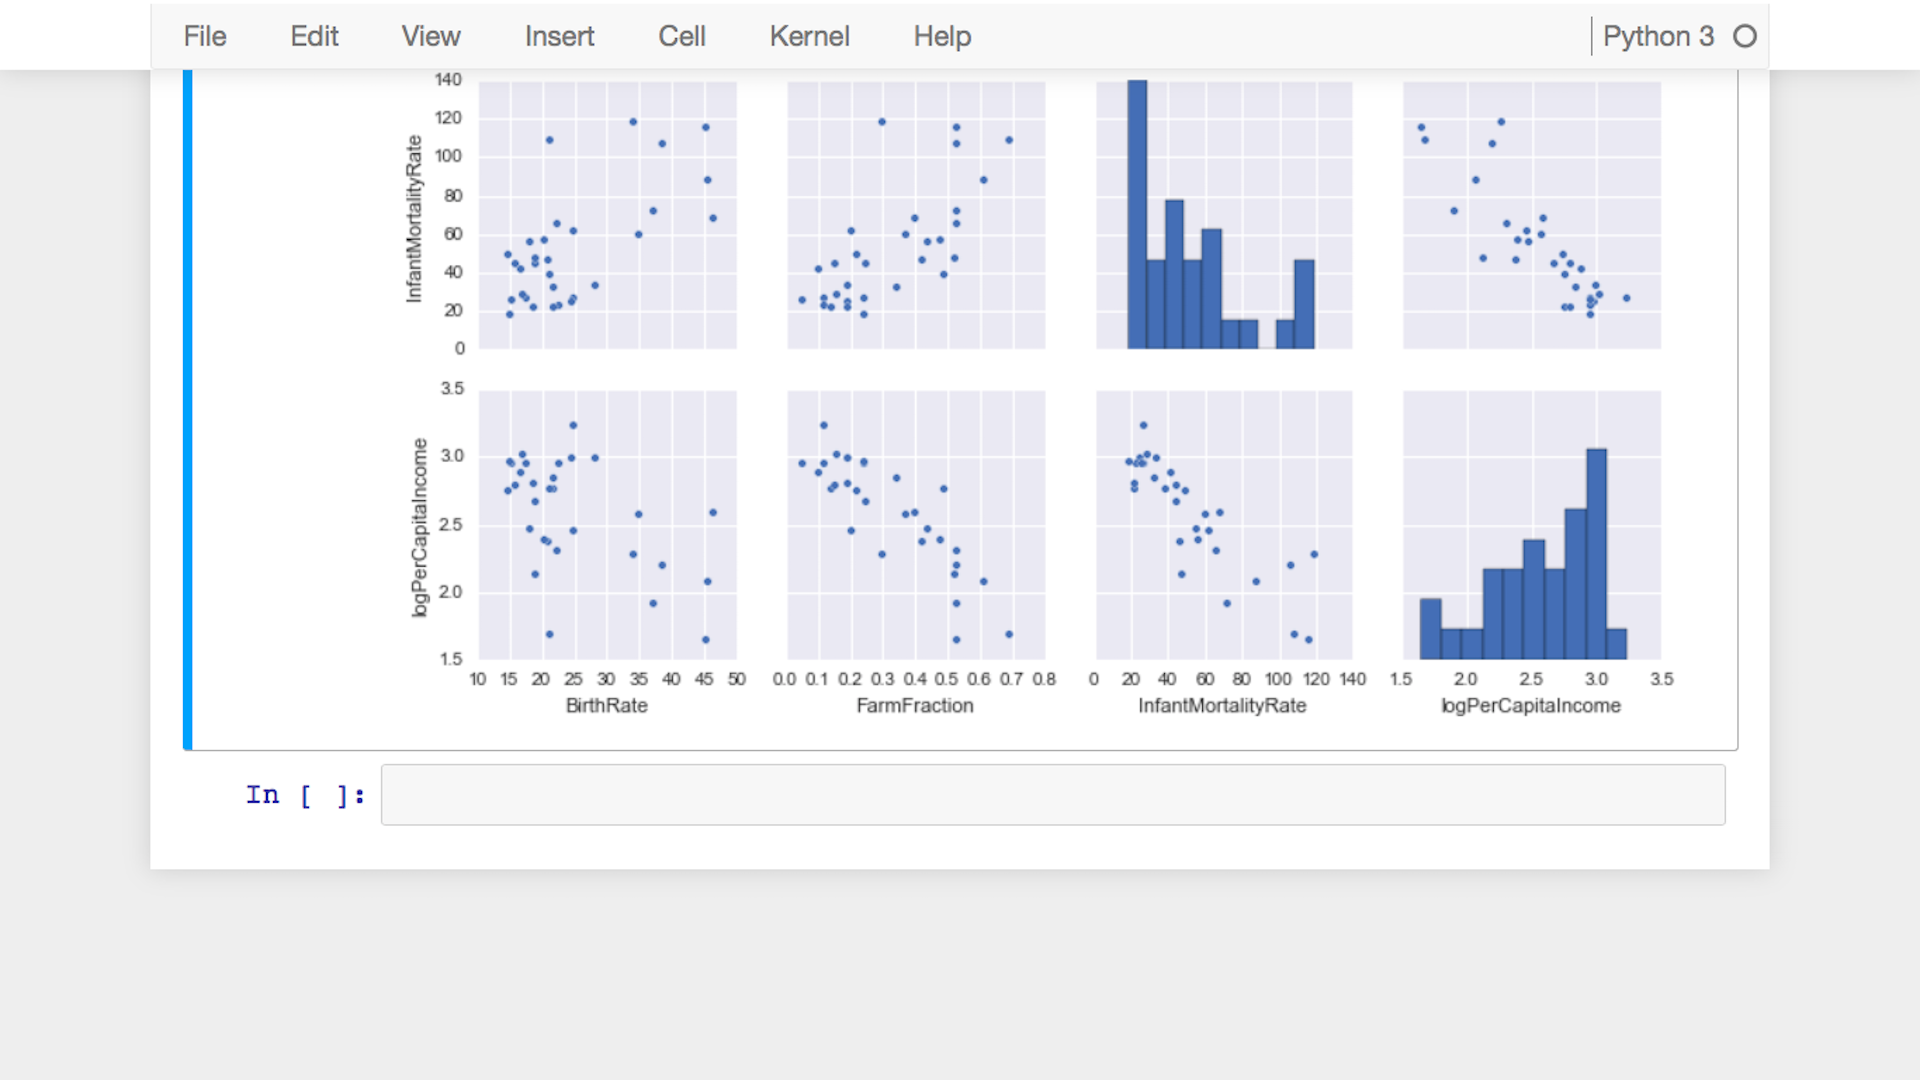 File Edit View Insert Cell Kernel Help Python 3
140
120
100
80
60
40
20
0
InfantMortalityRate
3.5
3.0
2.5
2.0
1.5
logPerCapitaIncome
10 15 20 25 30 35 40 45 50 0.0 0.1 0.2 0.3 0.4 0.5 0.6 0.7 0.8 0 20 40 60 80 100 120 140 1.5 2.0 2.5 3.0 3.5
BirthRate FarmFraction InfantMortalityRate logPerCapitaIncome
In [ ]: